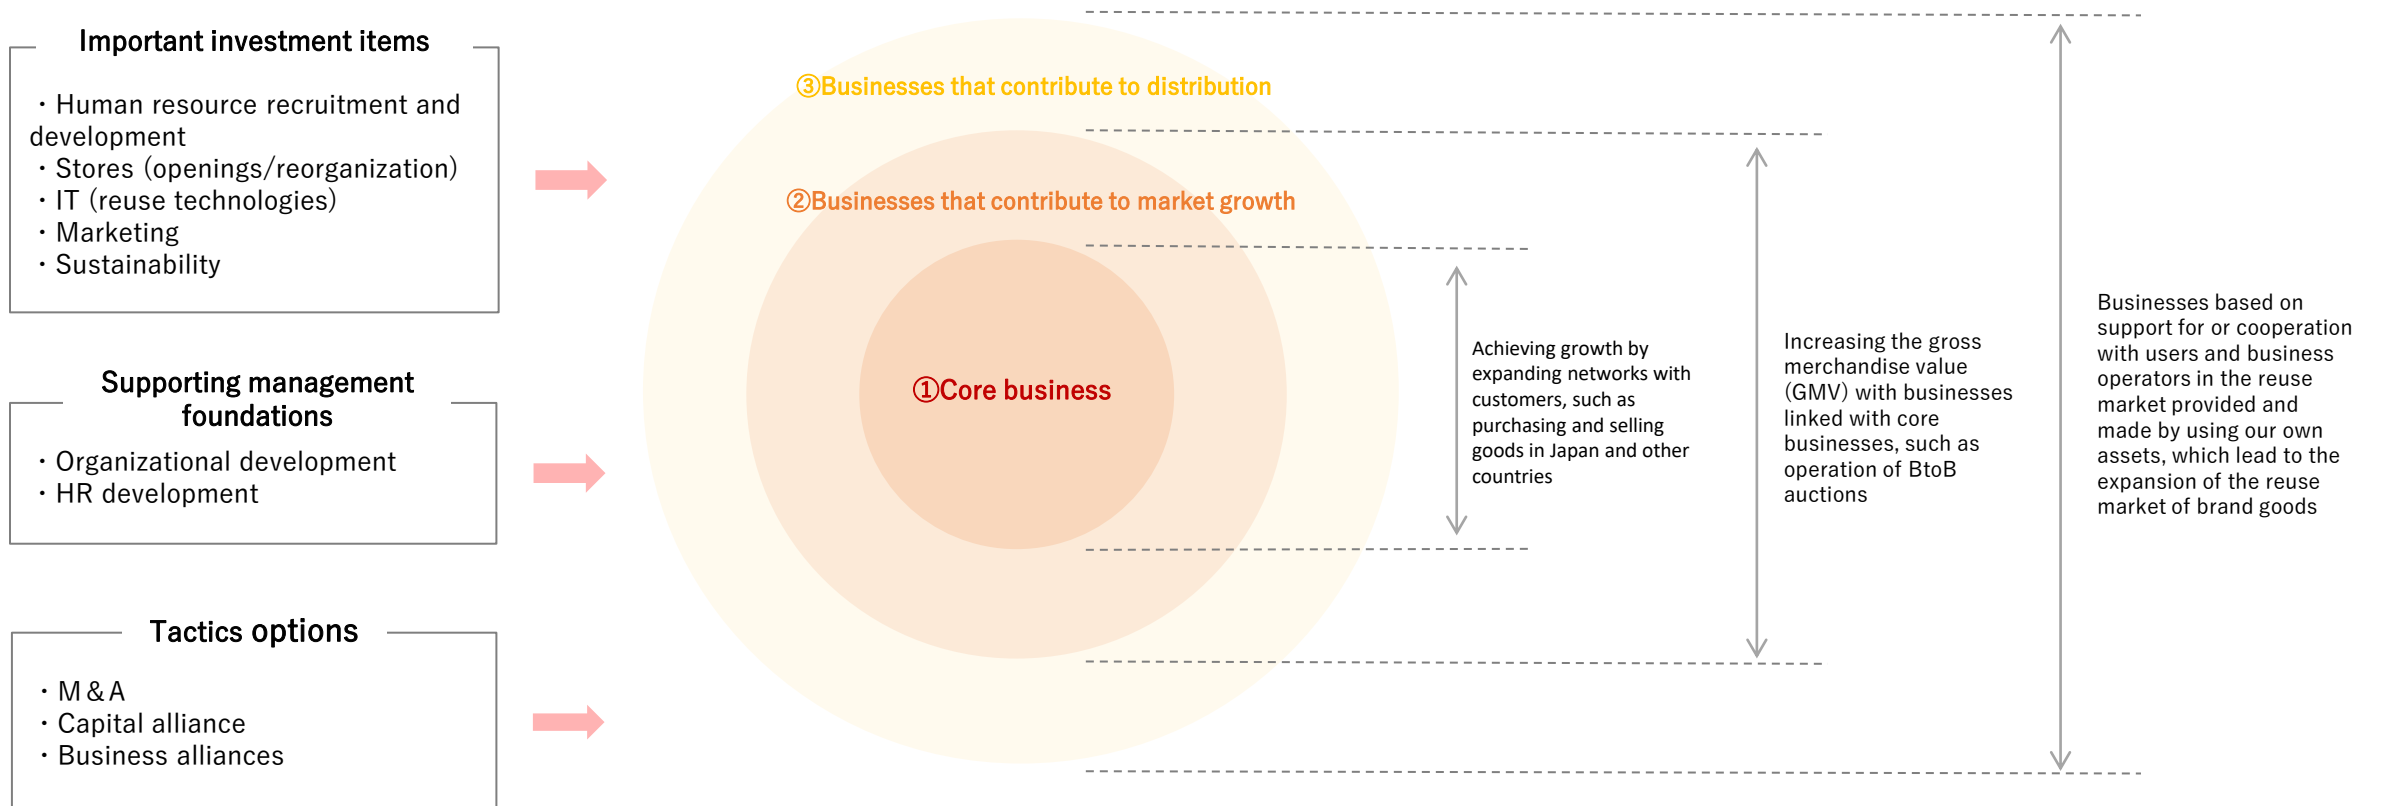 Important investment items
・Human resource recruitment and
development
・Stores (openings/reorganization)
・IT (reuse technologies)
・Marketing
・Sustainability
Supporting management
foundations
・Organizational development
・HR development
Tactics options
・M&A
・Capital alliance
・Business alliances
③Businesses that contribute to distribution
②Businesses that contribute to market growth
①Core business
Achieving growth by
expanding networks with
customers, such as
purchasing and selling
goods in Japan and other
countries
Increasing the gross
merchandise value
(GMV) with businesses
linked with core
businesses, such as
operation of BtoB
auctions
Businesses based on
support for or cooperation
with users and business
operators in the reuse
market provided and
made by using our own
assets, which lead to the
expansion of the reuse
market of brand goods